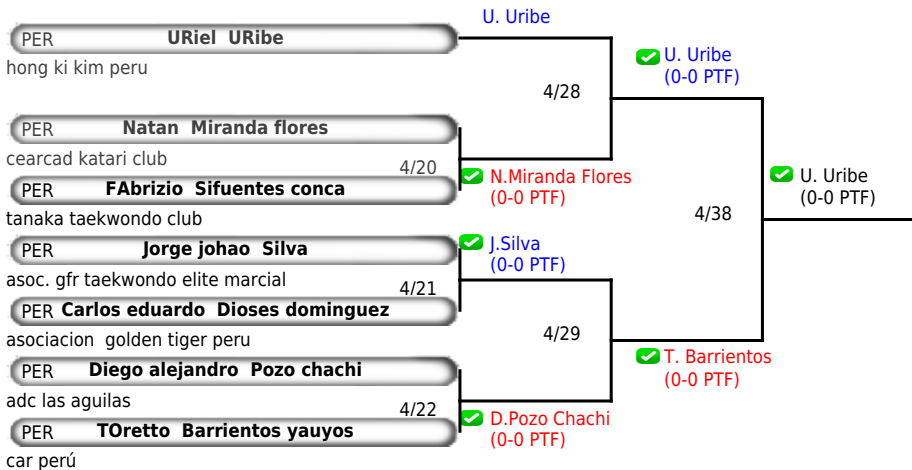 U. Uribe
PER URiel URibe
hong ki kim peru
U. Uribe
(0-0 PTF)
4/28
PER Natan Miranda flores
cearcad katari club
4/20
N.Miranda Flores
(0-0 PTF)
U. Uribe
(0-0 PTF)
PER FAbrizio Sifuentes conca
tanaka taekwondo club
4/38
PER Jorge johao Silva
J.Silva
(0-0 PTF)
asoc. gfr taekwondo elite marcial
4/21
PER Carlos eduardo Dioses dominguez
4/29
asociacion golden tiger peru
PER Diego alejandro Pozo chachi
T. Barrientos
(0-0 PTF)
adc las aguilas
4/22
D.Pozo Chachi
(0-0 PTF)
PER TOretto Barrientos yauyos
car perú